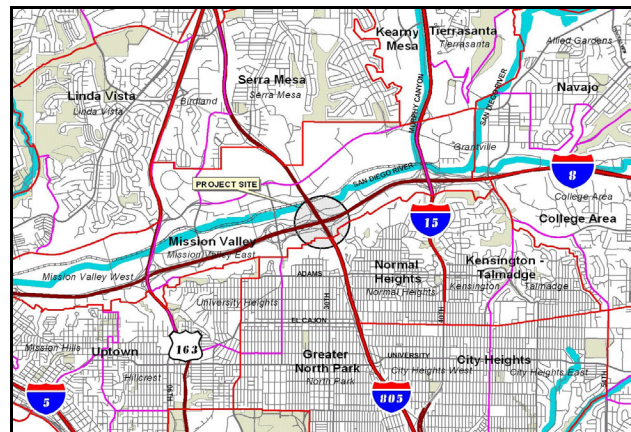 Kearny
Mesa
Tierrasanta
Tierrasanta
Allied Gardens
Serra Mesa
Serra Mesa
Navajo
Linda Vista
Linda Vista
Birdland
MURPHY CANYON
SAN DIEGO RIVER
Grantville
PROJECT SITE
SAN DIEGO RIVER
8
College Area
College Area
15
Mission Valley
Mission Valley East
Mission Valley West
Normal
Heights
Normal Heights
Kensington -
Talmadge
Kensington
Talmadge
ADAMS
30TH
40TH
University Heights
EL CAJON
Mission Hills
Uptown
163
Hillcrest
Greater
North Park
North Park
UNIVERSITY
City Heights
City Heights West
City Heights East
54TH
5
805